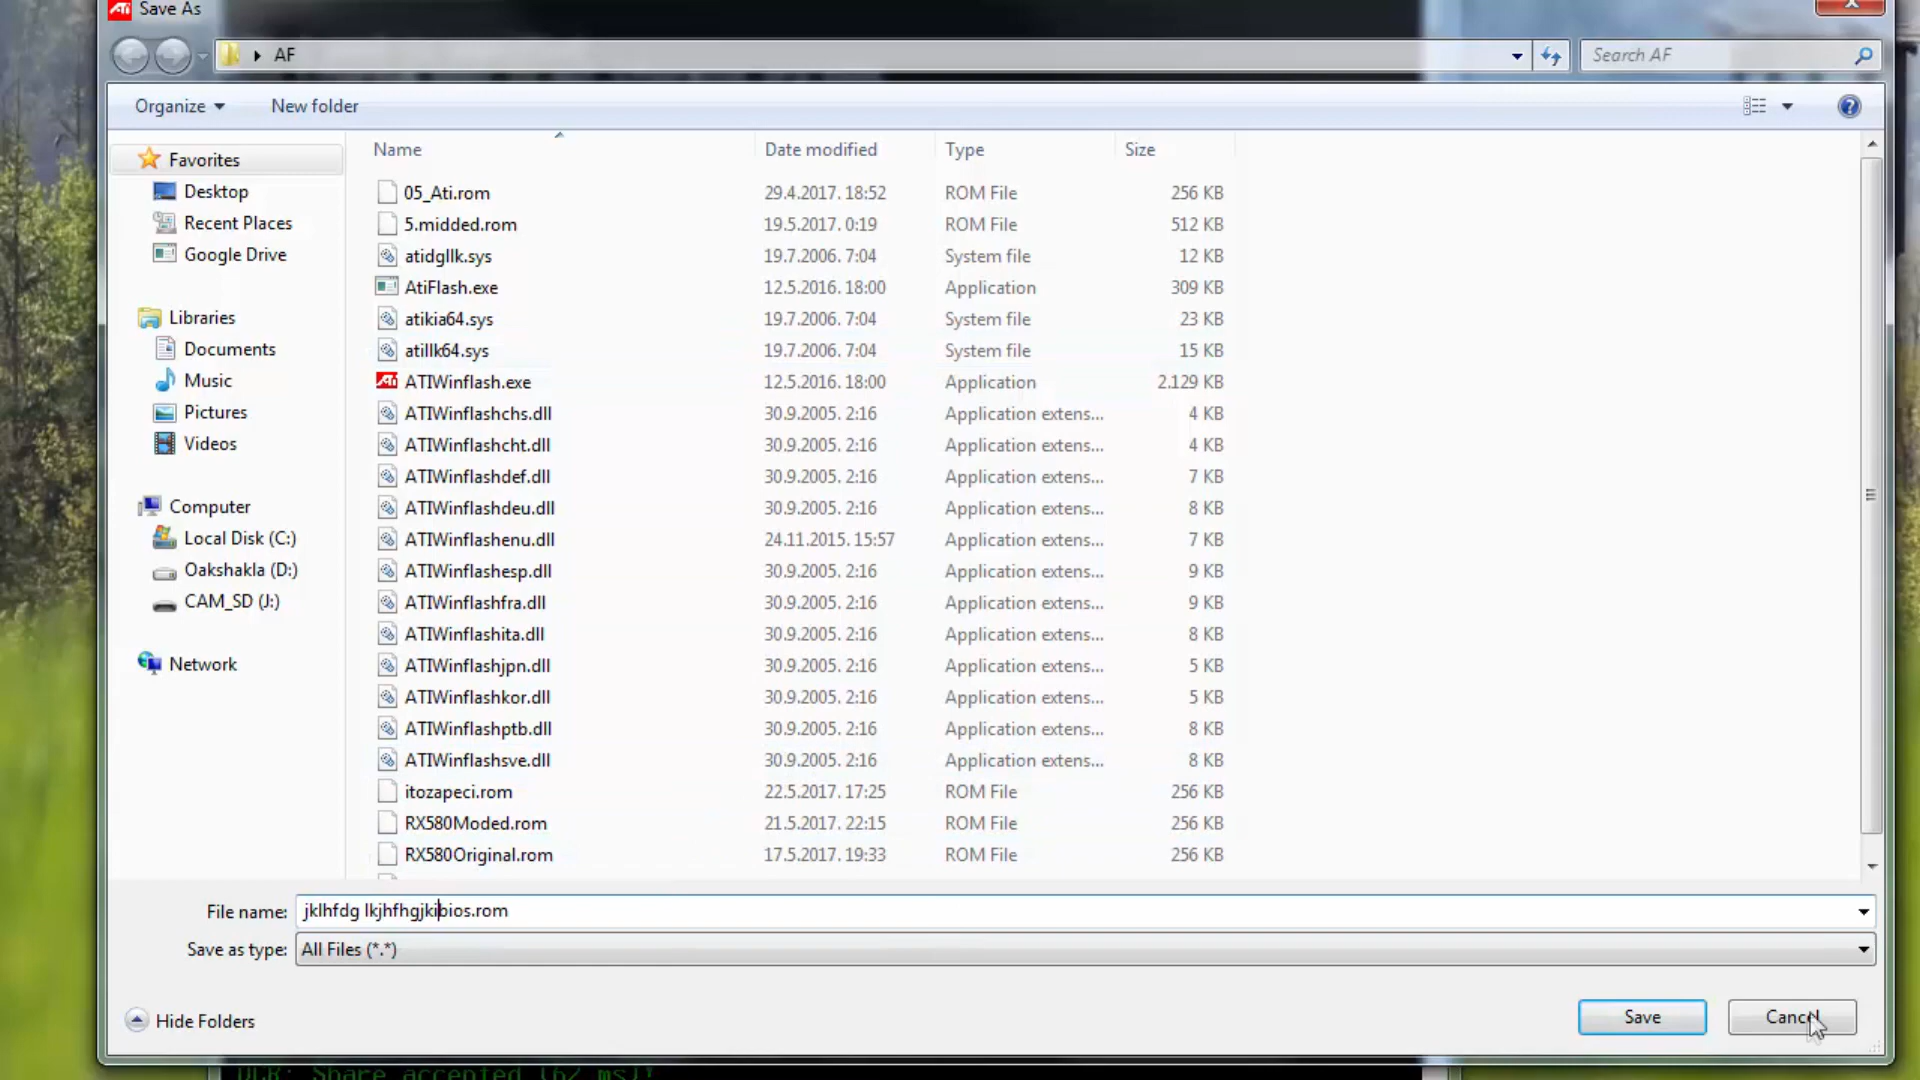 ATi Save As
AF
Search AF
Organize
New folder
Name Date modified Type Size
Favorites
Desktop
Recent Places
Google Drive
Libraries
Documents
Music
Pictures
Videos
Computer
Local Disk (C:)
Oakshakla (D:)
CAM_SD (J:)
Network
05_Ati.rom 29.4.2017. 18:52 ROM File 256 KB
5.midded.rom 19.5.2017. 0:19 ROM File 512 KB
atidgllk.sys 19.7.2006. 7:04 System file 12 KB
AtiFlash.exe 12.5.2016. 18:00 Application 309 KB
atikia64.sys 19.7.2006. 7:04 System file 23 KB
atillk64.sys 19.7.2006. 7:04 System file 15 KB
ATi ATIWinflash.exe 12.5.2016. 18:00 Application 2.129 KB
ATIWinflashchs.dll 30.9.2005. 2:16 Application extens... 4 KB
ATIWinflashcht.dll 30.9.2005. 2:16 Application extens... 4 KB
ATIWinflashdef.dll 30.9.2005. 2:16 Application extens... 7 KB
ATIWinflashdeu.dll 30.9.2005. 2:16 Application extens... 8 KB
ATIWinflashenu.dll 24.11.2015. 15:57 Application extens... 7 KB
ATIWinflashesp.dll 30.9.2005. 2:16 Application extens... 9 KB
ATIWinflashfra.dll 30.9.2005. 2:16 Application extens... 9 KB
ATIWinflashita.dll 30.9.2005. 2:16 Application extens... 8 KB
ATIWinflashjpn.dll 30.9.2005. 2:16 Application extens... 5 KB
ATIWinflashkor.dll 30.9.2005. 2:16 Application extens... 5 KB
ATIWinflashptb.dll 30.9.2005. 2:16 Application extens... 8 KB
ATIWinflashsve.dll 30.9.2005. 2:16 Application extens... 8 KB
itozapeci.rom 22.5.2017. 17:25 ROM File 256 KB
RX580Moded.rom 21.5.2017. 22:15 ROM File 256 KB
RX580Original.rom 17.5.2017. 19:33 ROM File 256 KB
File name: jklhfdg lkjhfhgjkibios.rom
Save as type: All Files (*.*)
Hide Folders
Save
Cancel
Share accepted (62 ms)!